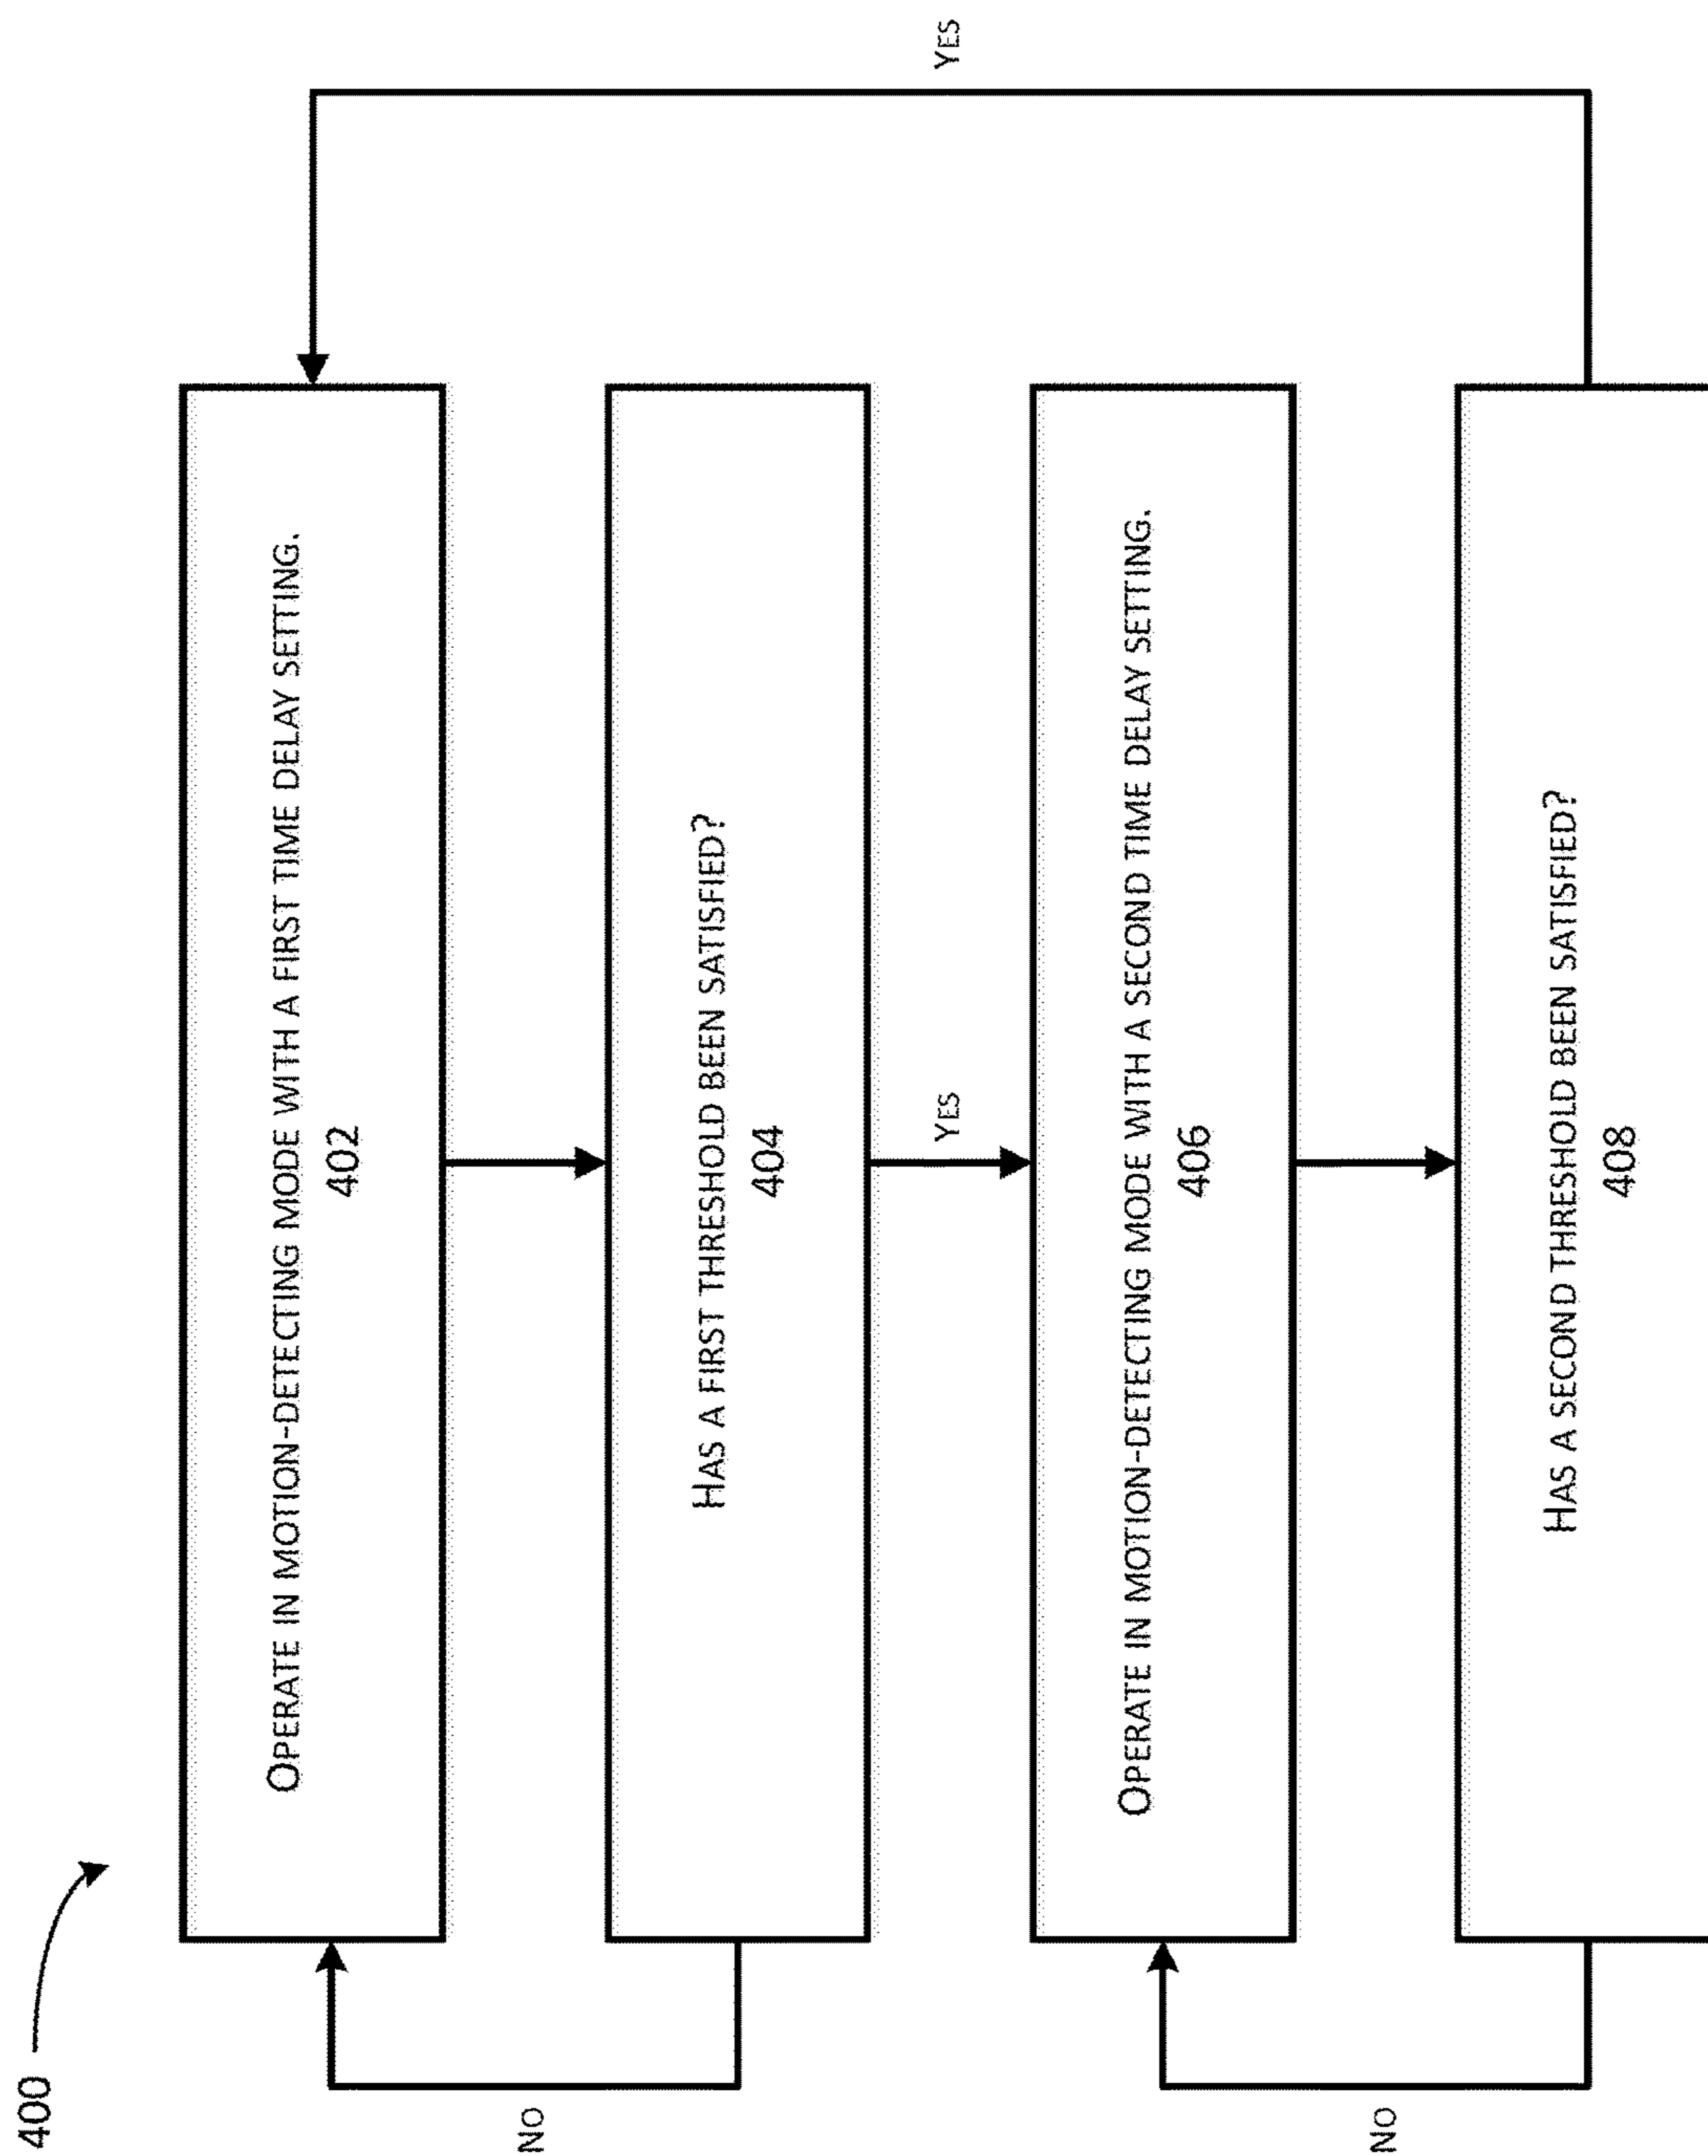 400
OPERATE IN MOTION-DETECTING MODE WITH A FIRST TIME DELAY SETTING.
402
NO
HAS A FIRST THRESHOLD BEEN SATISFIED?
404
YES
OPERATE IN MOTION-DETECTING MODE WITH A SECOND TIME DELAY SETTING.
406
YES
NO
HAS A SECOND THRESHOLD BEEN SATISFIED?
408